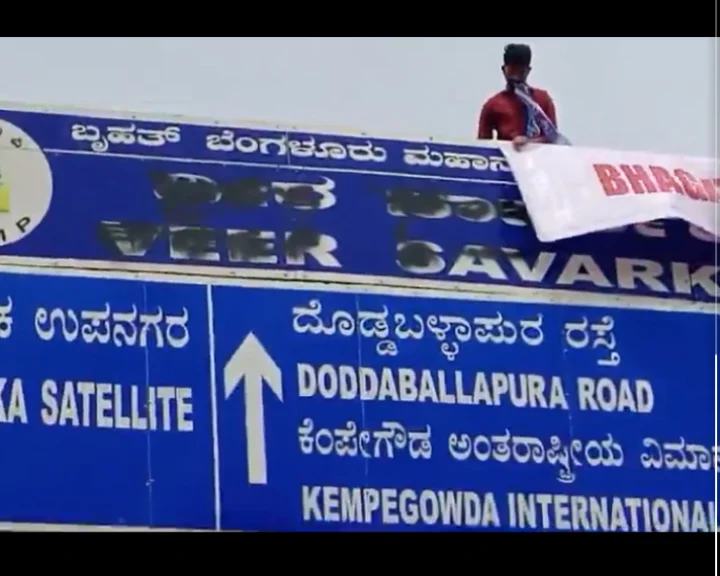 ಬೃಹತ್ ಬೆಂಗಳೂರು ಮಹಾನ
BHAG
VEER SAVARK
ಉಪನಗರ
KA SATELLITE
ದೊಡ್ಡಬಳ್ಳಾಪುರ ರಸ್ತೆ
DODDABALLAPURA ROAD
ಕೆಂಪೇಗೌಡ ಅಂತರಾಷ್ಟ್ರೀಯ ವಿಮಾ
KEMPEGOWDA INTERNATIONAL